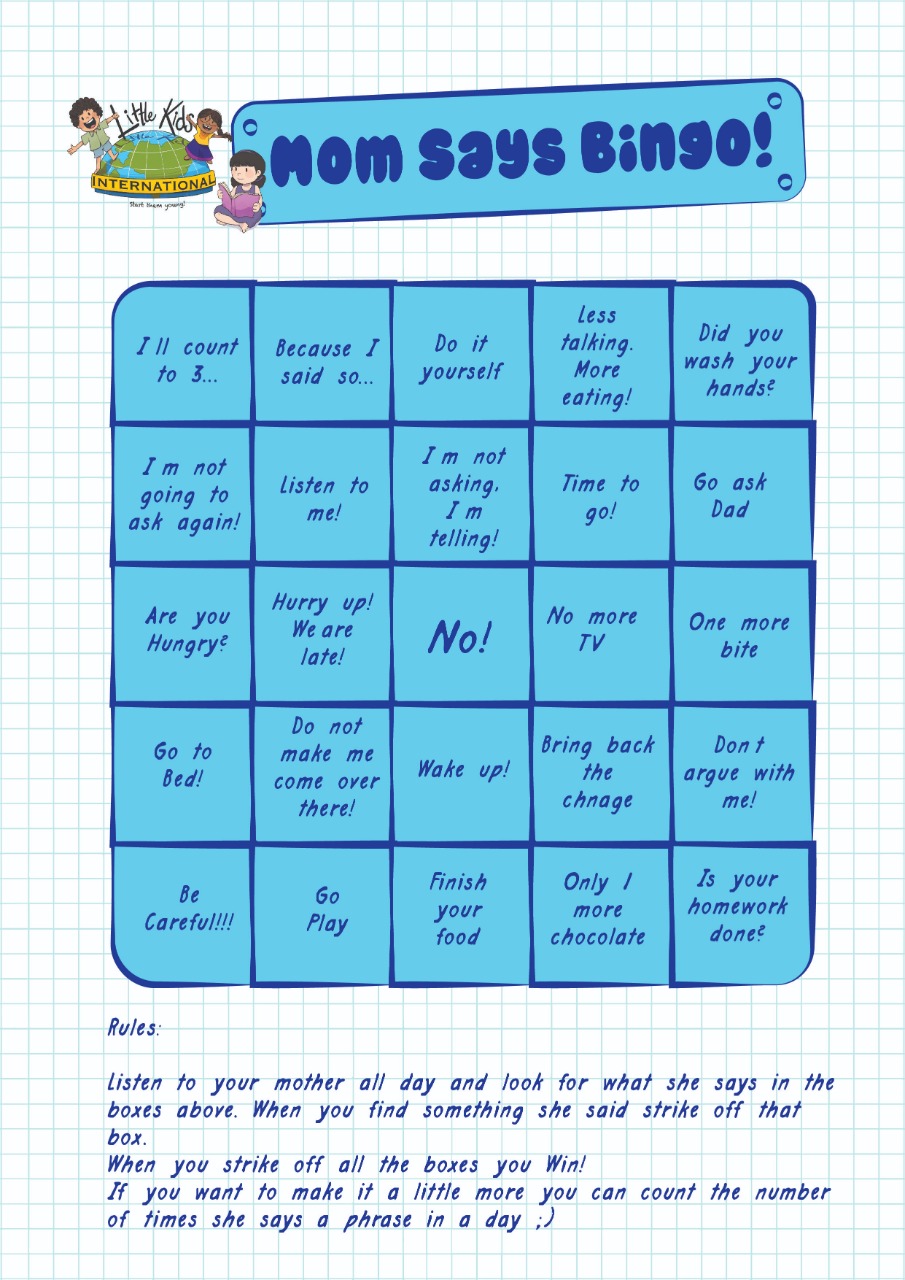 Little Kids
INTERNATIONAL
Start them young!
Mom Says Bingo!
I ll count
to 3...
Because I
said so...
Do it
yourself
Less
talking.
More
eating!
Did you
wash your
hands?
I m not
going to
ask again!
Listen to
me!
I m not
asking,
I m
telling!
Time to
go!
Go ask
Dad
Are you
Hungry?
Hurry up!
We are
late!
No!
No more
TV
One more
bite
Go to
Bed!
Do not
make me
come over
there!
Wake up!
Bring back
the
chnage
Don t
argue with
me!
Be
Careful!!!
Go
Play
Finish
your
food
Only 1
more
chocolate
Is your
homework
done?
Rules:
Listen to your mother all day and look for what she says in the
boxes above. When you find something she said strike off that
box.
When you strike off all the boxes you Win!
If you want to make it a little more you can count the number
of times she says a phrase in a day ;)